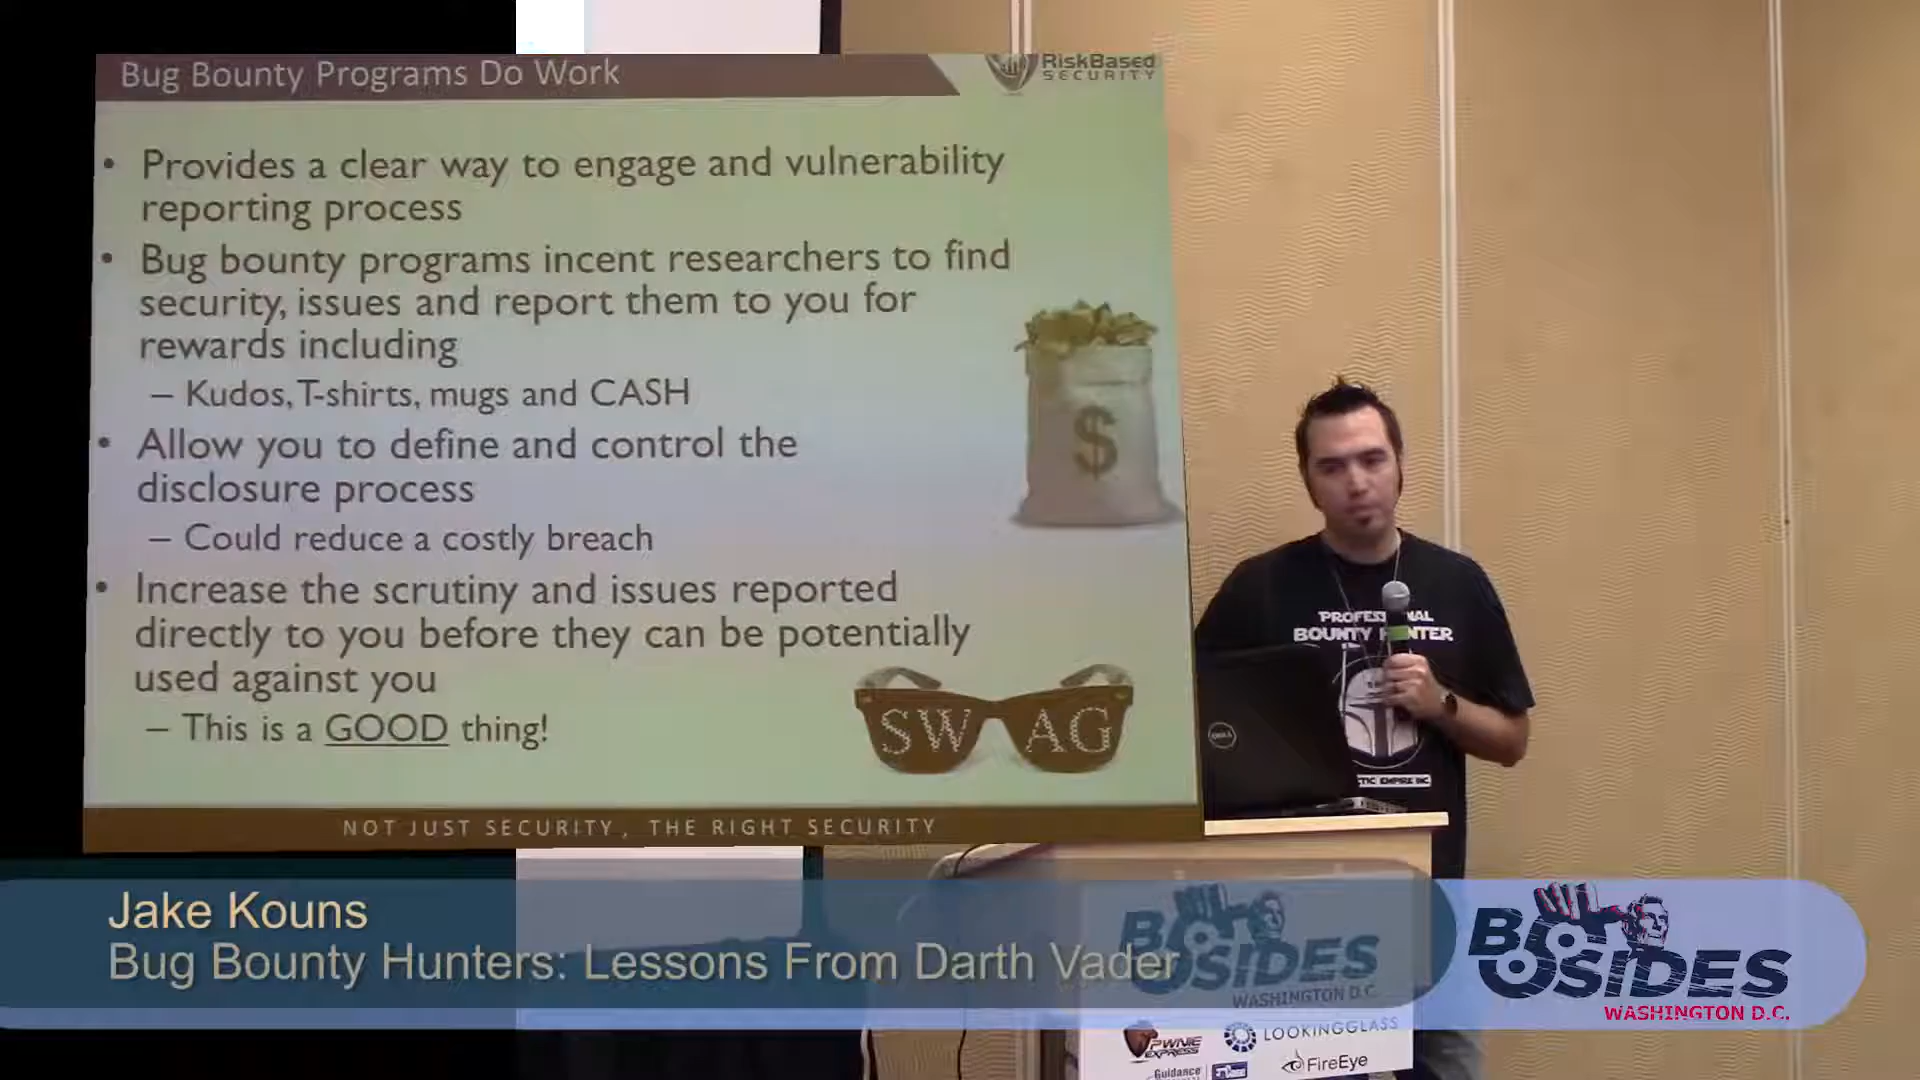 Bug Bounty Programs Do Work
RiskBased
SECURITY
• Provides a clear way to engage and vulnerability
reporting process
• Bug bounty programs incent researchers to find
security, issues and report them to you for
rewards including
– Kudos, T-shirts, mugs and CASH
• Allow you to define and control the
disclosure process
– Could reduce a costly breach
• Increase the scrutiny and issues reported
directly to you before they can be potentially
used against you
– This is a GOOD thing!
$
SWAG
NOT JUST SECURITY, THE RIGHT SECURITY
BOUNTY
EMPIRE INC
DELL
Jake Kouns
Bug Bounty Hunters: Lessons From Darth Vader
BSIDES
WASHINGTON D.C.
BSIDES
WASHINGTON D.C.
PWNIE
EXPRESS
LOOKINGGLASS
FireEye
Guidance